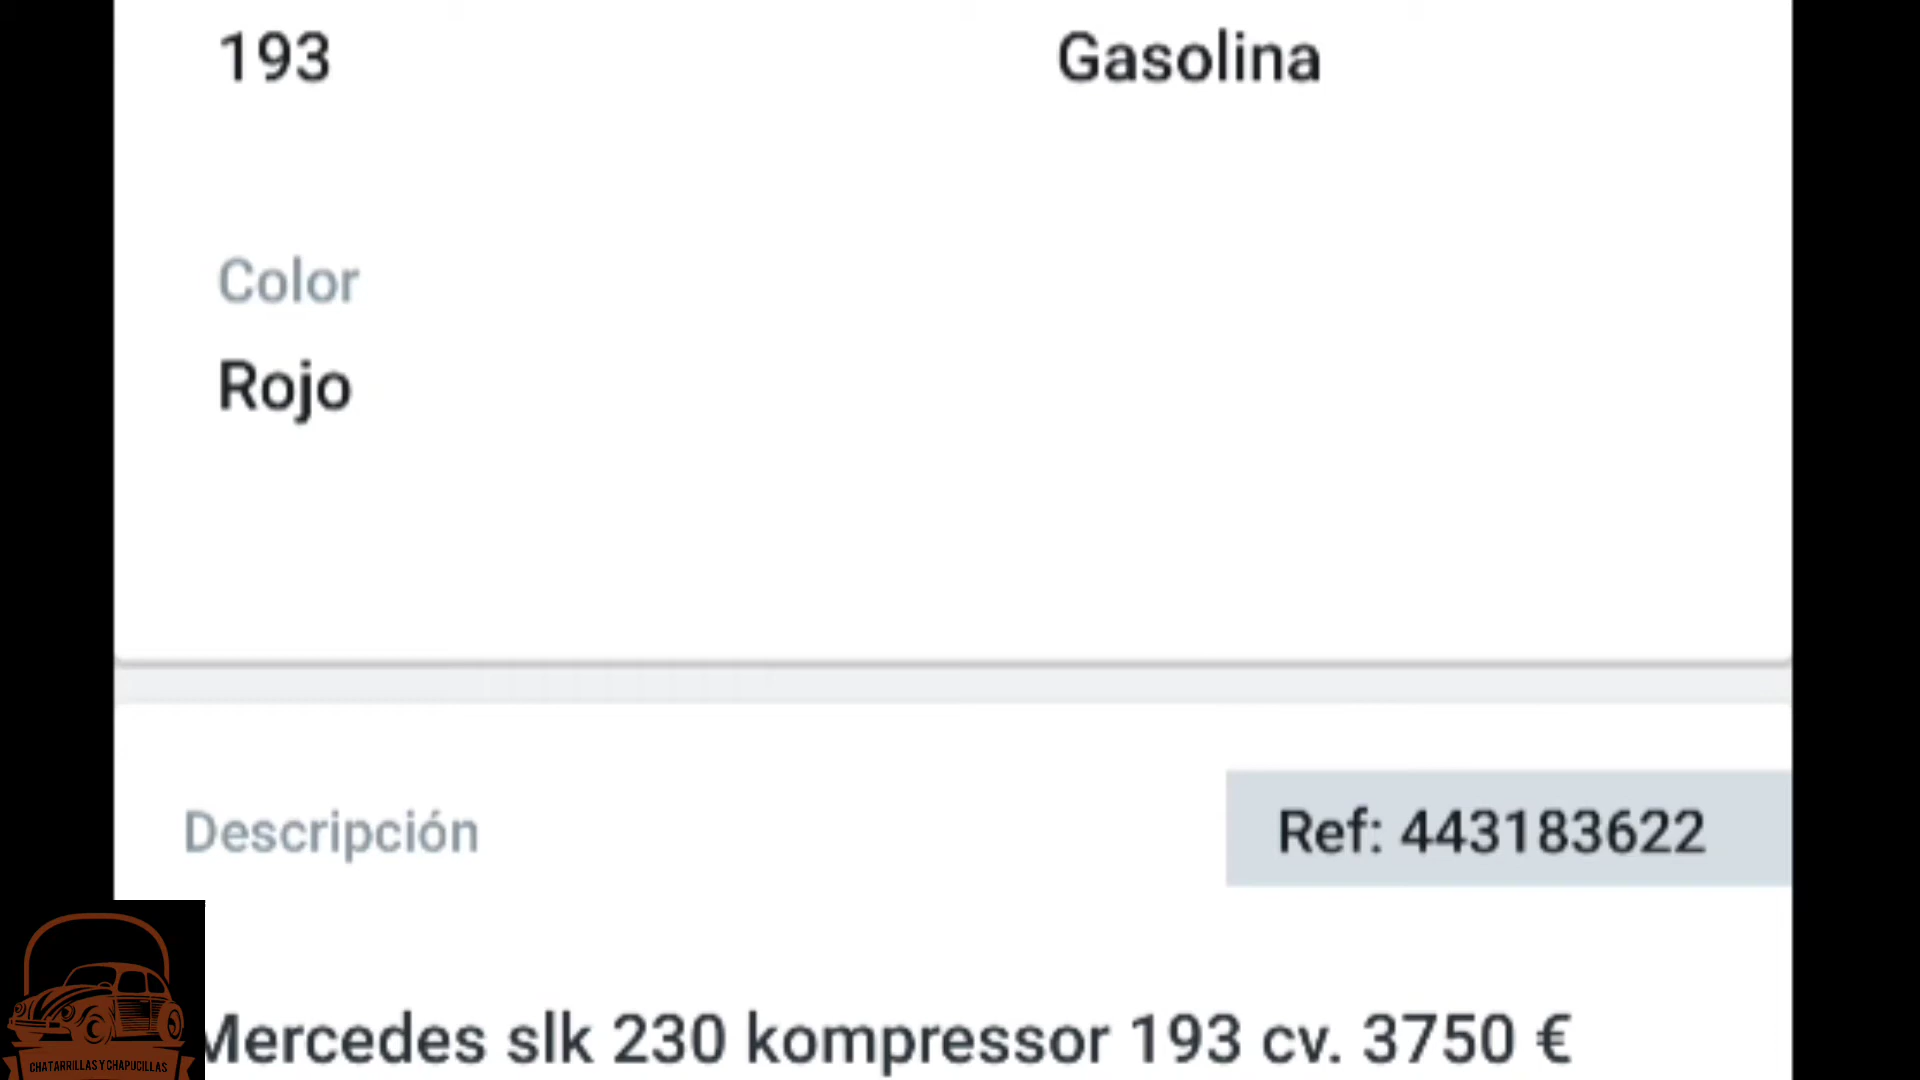 193 Gasolina
Color
Rojo
Descripción Ref: 443183622
Mercedes slk 230 kompressor 193 cv. 3750 €
CHATARRILLAS Y CHAPUCILLAS